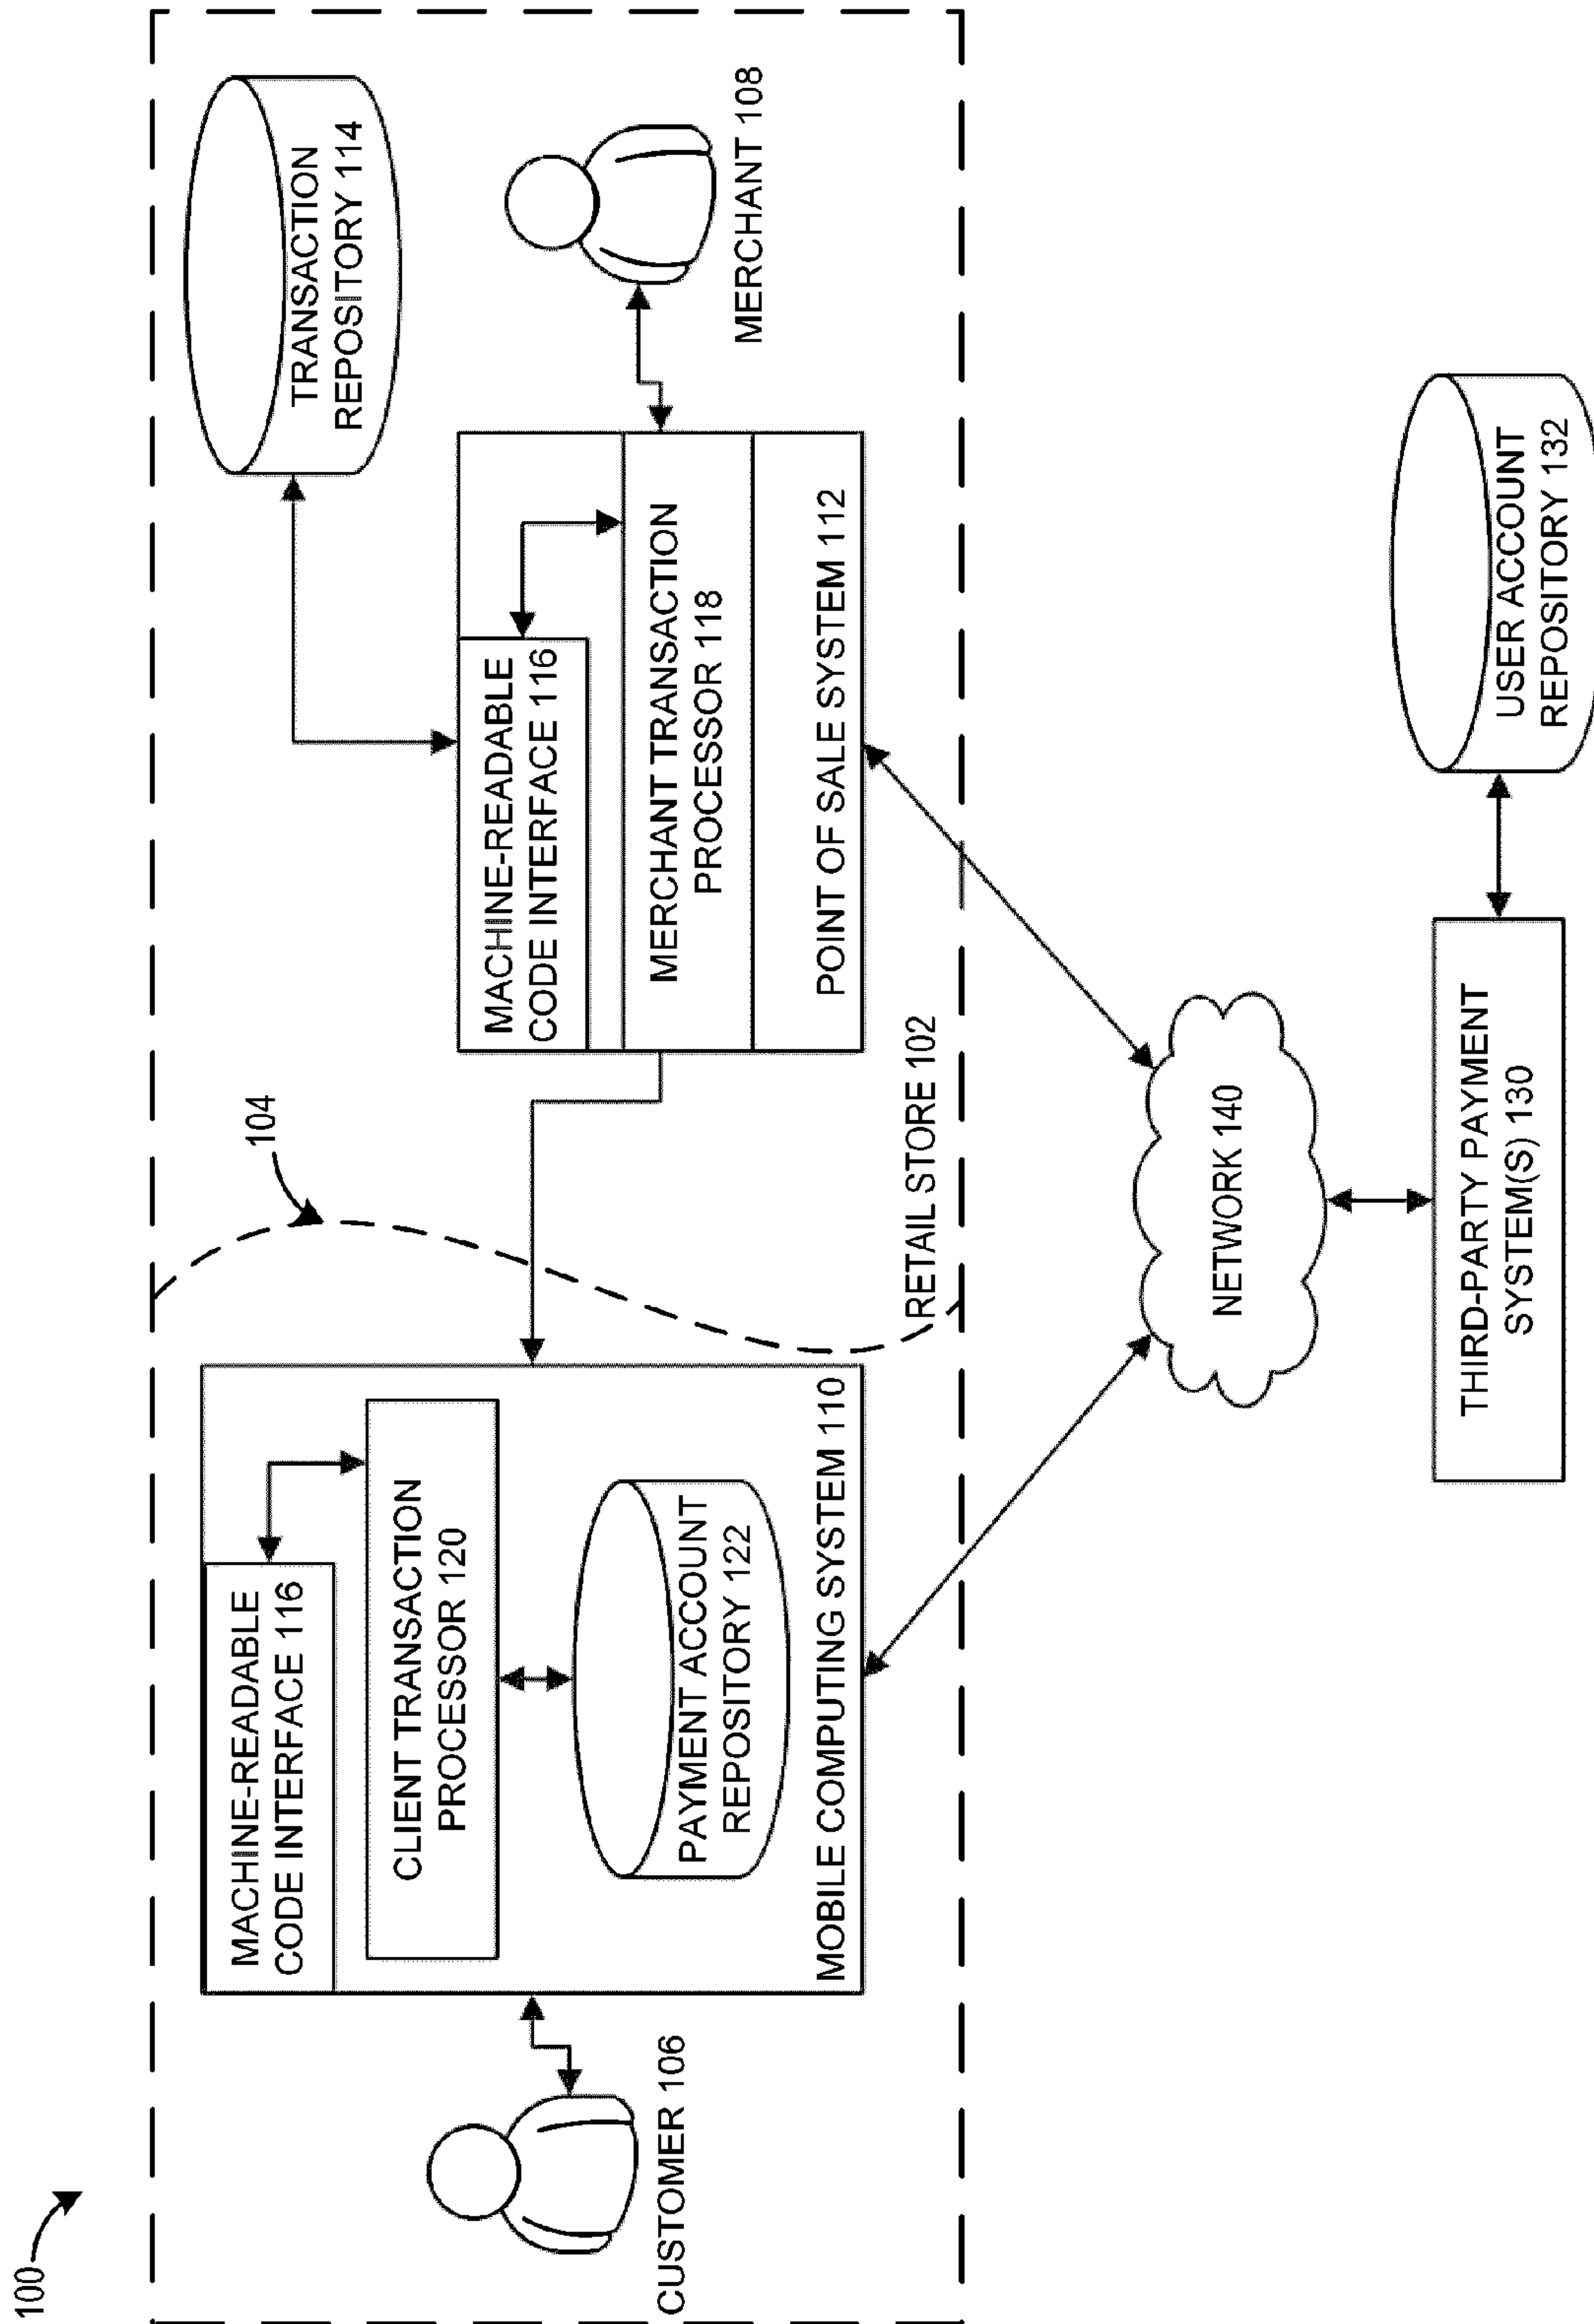 100
104
CUSTOMER 106
MACHINE-READABLE
CODE INTERFACE 116
CLIENT TRANSACTION
PROCESSOR 120
PAYMENT ACCOUNT
REPOSITORY 122
MOBILE COMPUTING SYSTEM 110
RETAIL STORE 102
MACHINE-READABLE
CODE INTERFACE 116
MERCHANT TRANSACTION
PROCESSOR 118
POINT OF SALE SYSTEM 112
TRANSACTION
REPOSITORY 114
MERCHANT 108
NETWORK 140
THIRD-PARTY PAYMENT
SYSTEM(S) 130
USER ACCOUNT
REPOSITORY 132